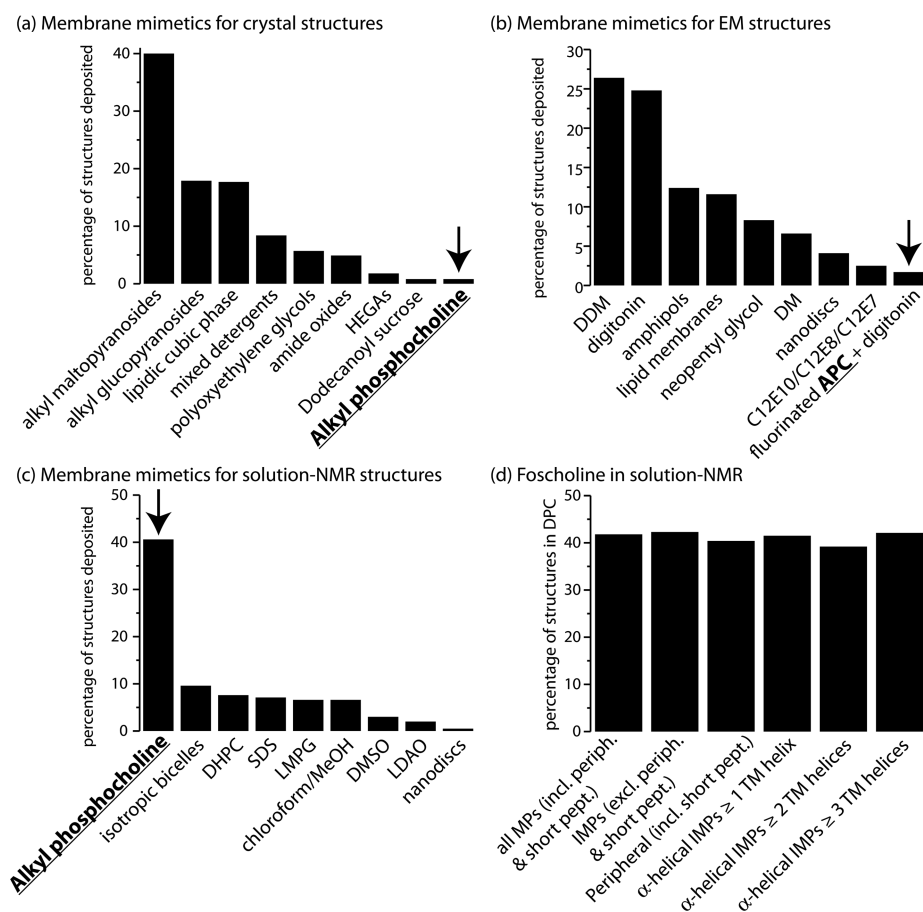 (a) Membrane mimetics for crystal structures
percentage of structures deposited
40
30
20
10
0
alkyl maltopyranosides
alkyl glucopyranosides
lipidic cubic phase
mixed detergents
polyoxyethylene glycols
amide oxides
HEGAs
Dodecanoyl sucrose
Alkyl phosphocholine
(b) Membrane mimetics for EM structures
percentage of structures deposited
30
25
20
15
10
5
0
DDM
digitonin
amphipols
lipid membranes
neopentyl glycol
DM
nanodiscs
C12E10/C12E8/C12E7
fluorinated APC + digitonin
(c) Membrane mimetics for solution-NMR structures
percentage of structures deposited
50
40
30
20
10
0
Alkyl phosphocholine
isotropic bicelles
DHPC
SDS
LMPG
chloroform/MeOH
DMSO
LDAO
nanodiscs
(d) Foscholine in solution-NMR
percentage of structures in DPC
50
40
30
20
10
0
all MPs (incl. periph.
& short pept.)
IMPs (excl. periph.
& short pept.)
Peripheral (incl. short pept.)
α-helical IMPs ≥ 1 TM helix
α-helical IMPs ≥ 2 TM helices
α-helical IMPs ≥ 3 TM helices